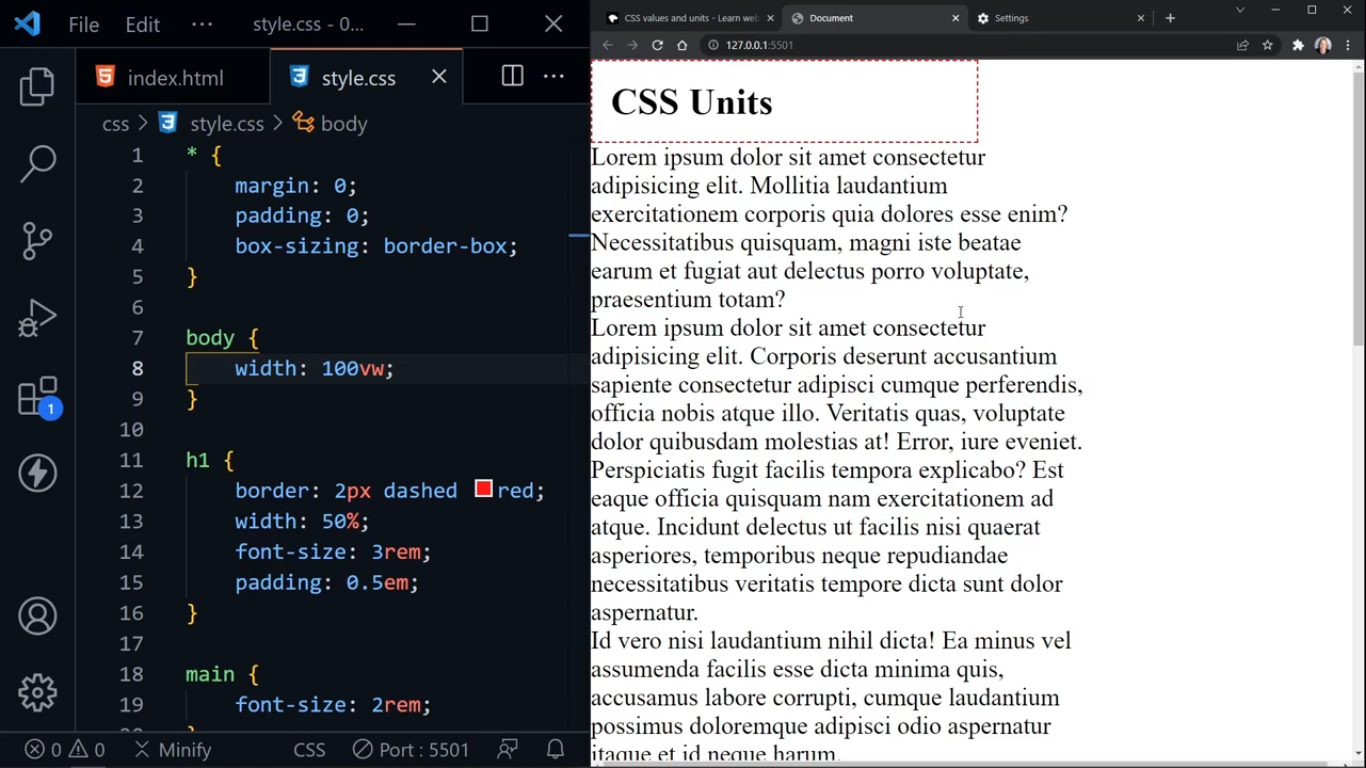 File Edit ··· style.css - 0...
index.html style.css
css > style.css > body
1 * {
2 margin: 0;
3 padding: 0;
4 box-sizing: border-box;
5 }
6
7 body {
8 width: 100vw;
9 }
10
11 h1 {
12 border: 2px dashed red;
13 width: 50%;
14 font-size: 3rem;
15 padding: 0.5em;
16 }
17
18 main {
19 font-size: 2rem;
1
0 0 Minify CSS Port : 5501
CSS values and units - Learn web Document Settings
127.0.0.1:5501
CSS Units
Lorem ipsum dolor sit amet consectetur
adipisicing elit. Mollitia laudantium
exercitationem corporis quia dolores esse enim?
Necessitatibus quisquam, magni iste beatae
earum et fugiat aut delectus porro voluptate,
praesentium totam?
Lorem ipsum dolor sit amet consectetur
adipisicing elit. Corporis deserunt accusantium
sapiente consectetur adipisci cumque perferendis,
officia nobis atque illo. Veritatis quas, voluptate
dolor quibusdam molestias at! Error, iure eveniet.
Perspiciatis fugit facilis tempora explicabo? Est
eaque officia quisquam nam exercitationem ad
atque. Incidunt delectus ut facilis nisi quaerat
asperiores, temporibus neque repudiandae
necessitatibus veritatis tempore dicta sunt dolor
aspernatur.
Id vero nisi laudantium nihil dicta! Ea minus vel
assumenda facilis esse dicta minima quis,
accusamus labore corrupti, cumque laudantium
possimus doloremque adipisci odio aspernatur
itaque et id neque harum.